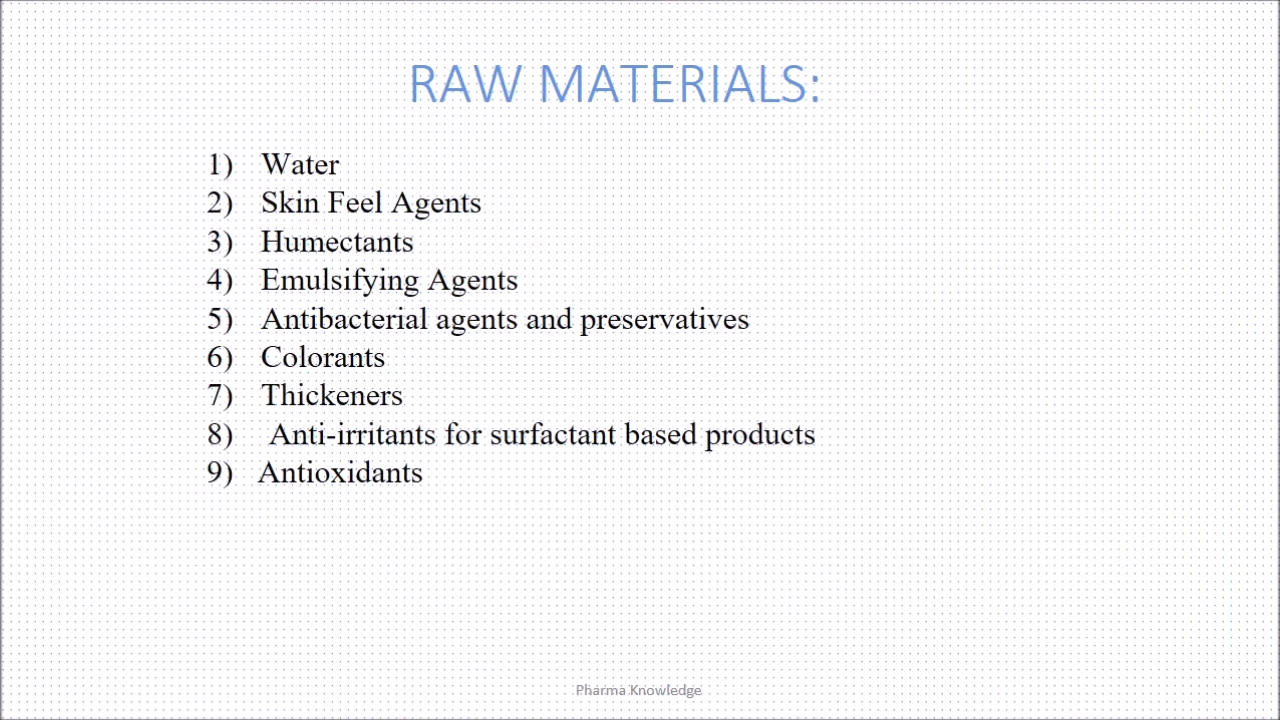 RAW MATERIALS:
1) Water
2) Skin Feel Agents
3) Humectants
4) Emulsifying Agents
5) Antibacterial agents and preservatives
6) Colorants
7) Thickeners
8) Anti-irritants for surfactant based products
9) Antioxidants
Pharma Knowledge